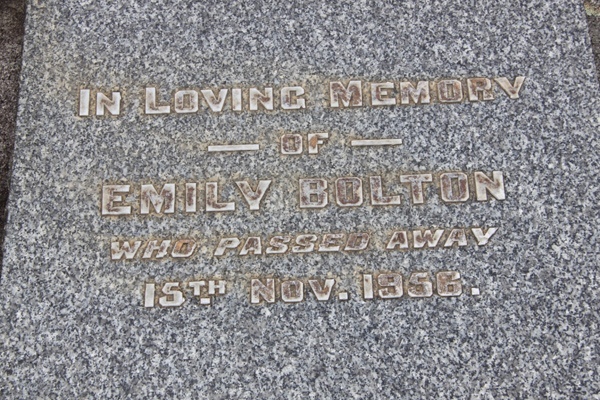 IN LOVING MEMORY
— OF —
EMILY BOLTON
WHO PASSED AWAY
15TH NOV. 1956.